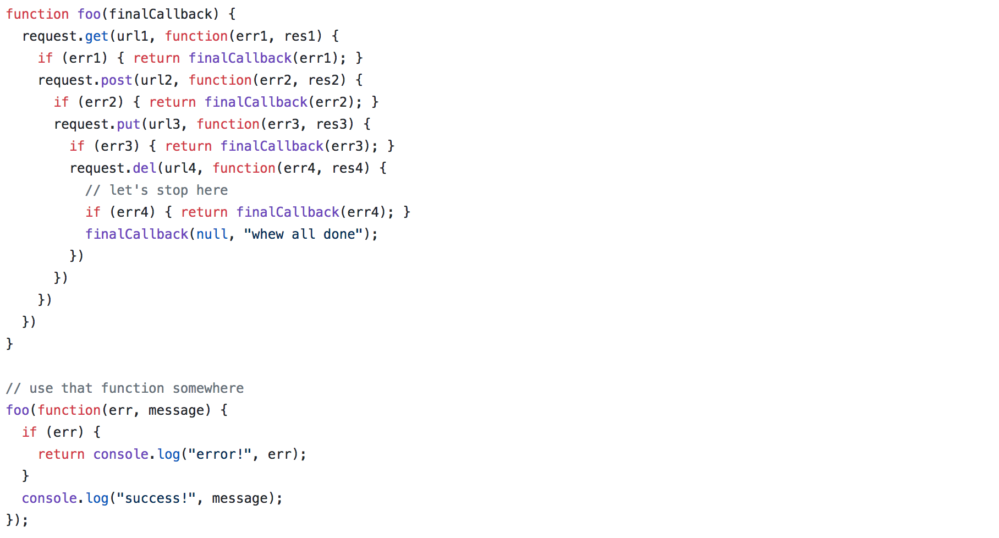 function foo(finalCallback) {
  request.get(url1, function(err1, res1) {
    if (err1) { return finalCallback(err1); }
    request.post(url2, function(err2, res2) {
      if (err2) { return finalCallback(err2); }
      request.put(url3, function(err3, res3) {
        if (err3) { return finalCallback(err3); }
        request.del(url4, function(err4, res4) {
          // let's stop here
          if (err4) { return finalCallback(err4); }
          finalCallback(null, "whew all done");
        })
      })
    })
  })
}

// use that function somewhere
foo(function(err, message) {
  if (err) {
    return console.log("error!", err);
  }
  console.log("success!", message);
});